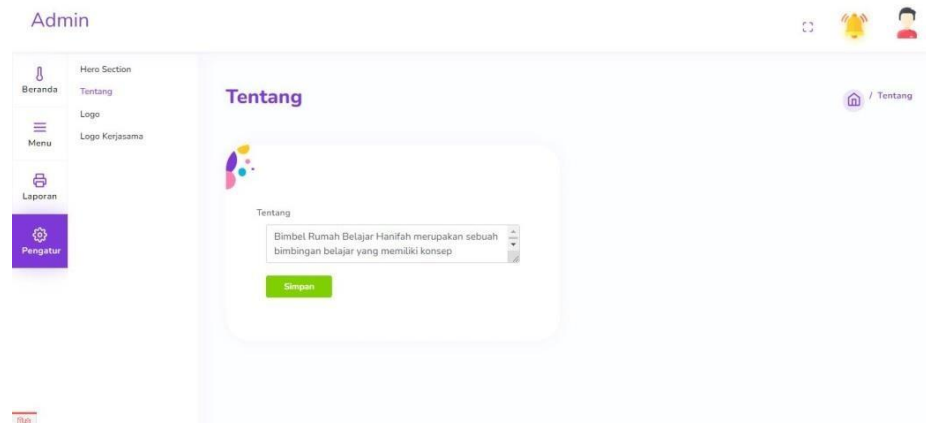 Admin
Beranda
Menu
Laporan
Pengatur
Hero Section
Tentang
Logo
Logo Kerjasama
Tentang
/ Tentang
Tentang
Bimbel Rumah Belajar Hanifah merupakan sebuah
bimbingan belajar yang memiliki konsep
Simpan